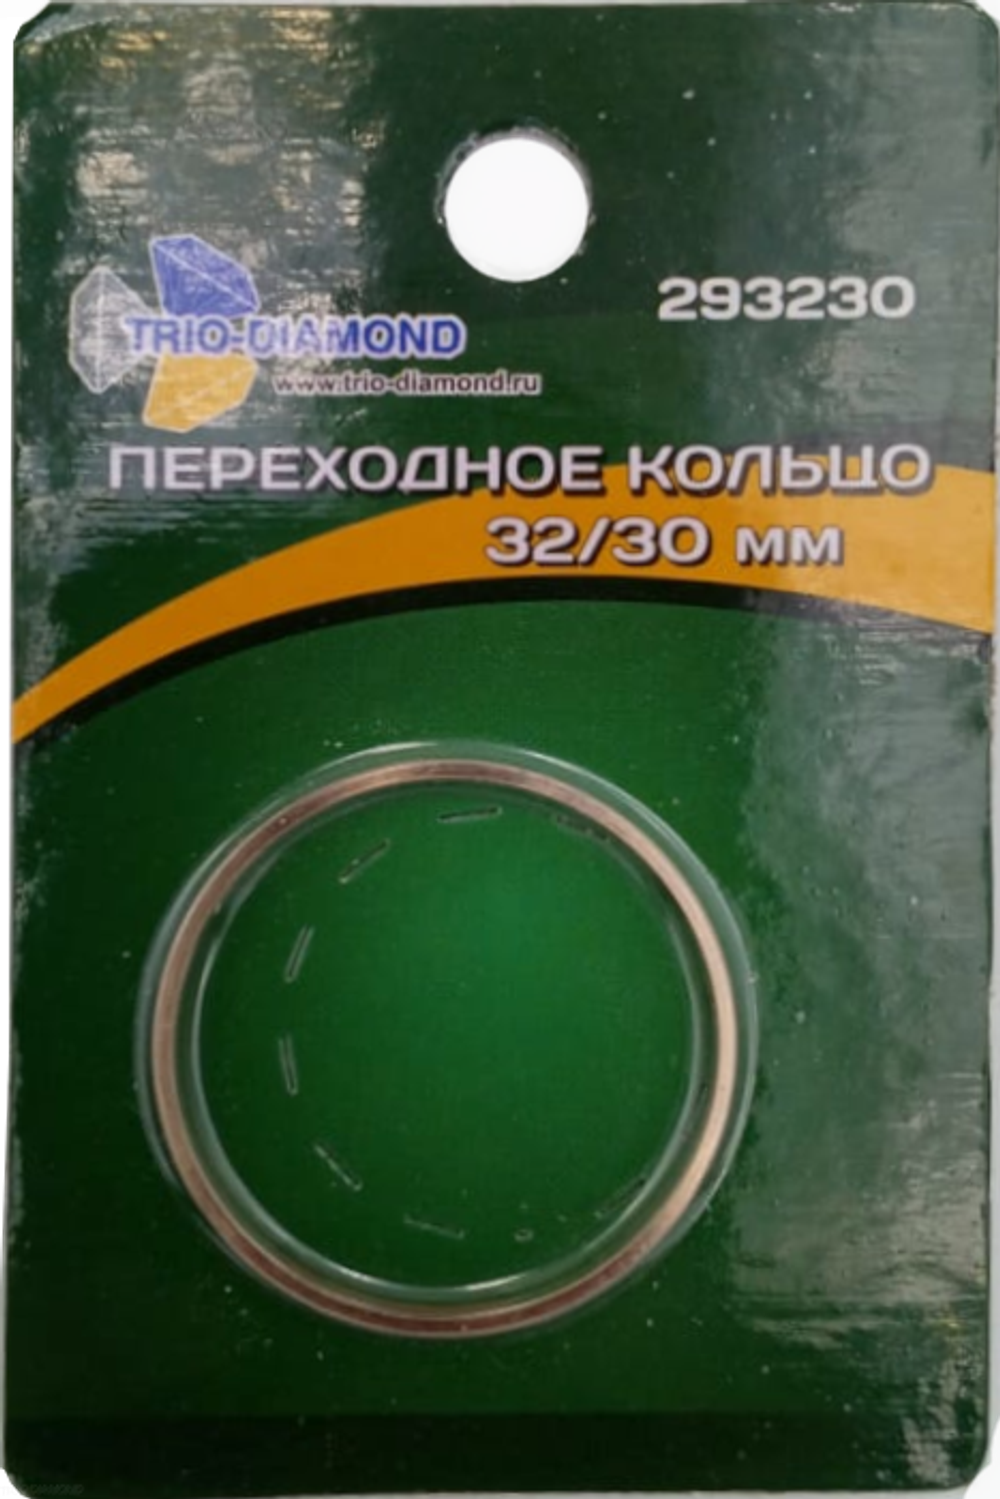 293230
TRIO-DIAMOND
www.trio-diamond.ru
ПЕРЕХОДНОЕ КОЛЬЦО
32/30 мм